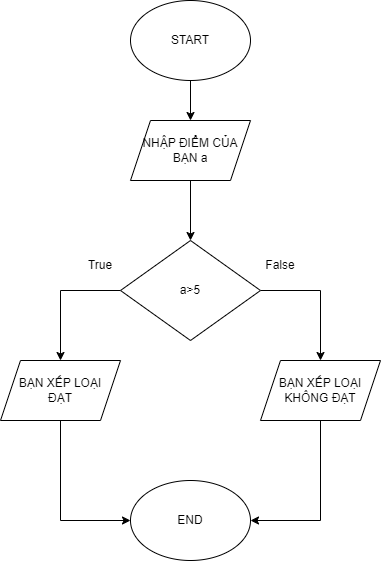 START
NHẬP ĐIỂM CỦA
BẠN a
True
False
a>5
BẠN XẾP LOẠI
ĐẠT
BẠN XẾP LOẠI
KHÔNG ĐẠT
END